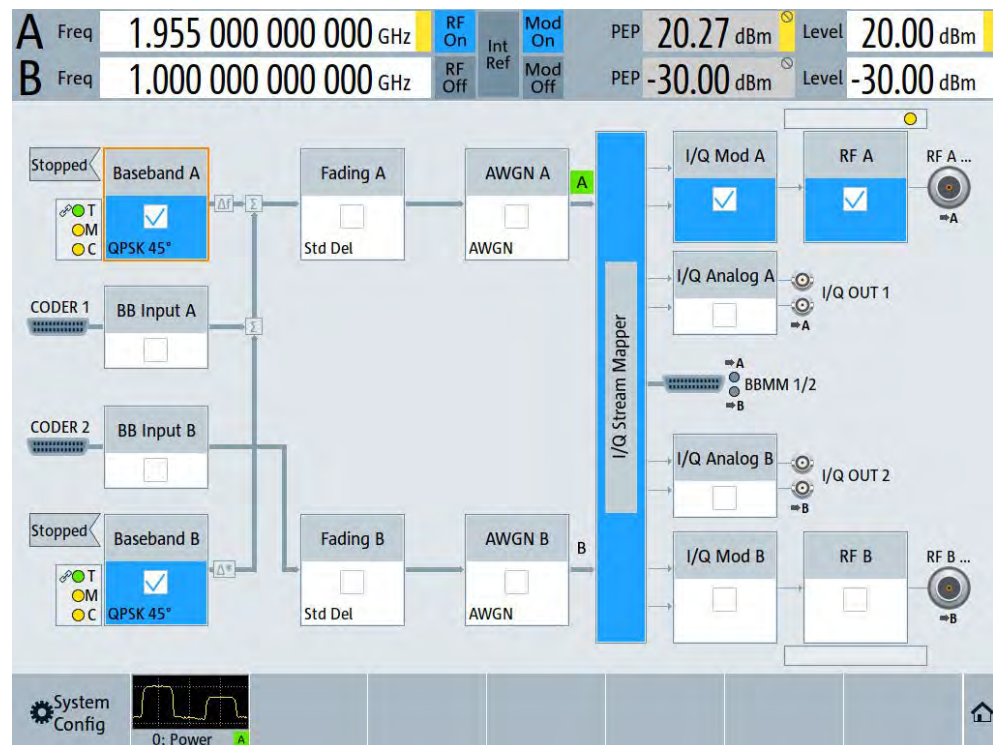 A Freq 1.955 000 000 000 GHz RF On Int Ref Mod On PEP 20.27 dBm Level 20.00 dBm
B Freq 1.000 000 000 000 GHz RF Off Mod Off PEP -30.00 dBm Level -30.00 dBm
Stopped
Baseband A
T
M
C
QPSK 45°
Δf
Σ
Fading A
Std Del
AWGN A
AWGN
A
I/Q Mod A
RF A
RF A ...
➡A
CODER 1
BB Input A
Σ
I/Q Analog A
I/Q OUT 1
➡A
I/Q Stream Mapper
➡A
BBMM 1/2
➡B
CODER 2
BB Input B
I/Q Analog B
I/Q OUT 2
➡B
Stopped
Baseband B
T
M
C
QPSK 45°
Fading B
Std Del
AWGN B
AWGN
B
I/Q Mod B
RF B
RF B ...
➡B
System
Config
0: Power A